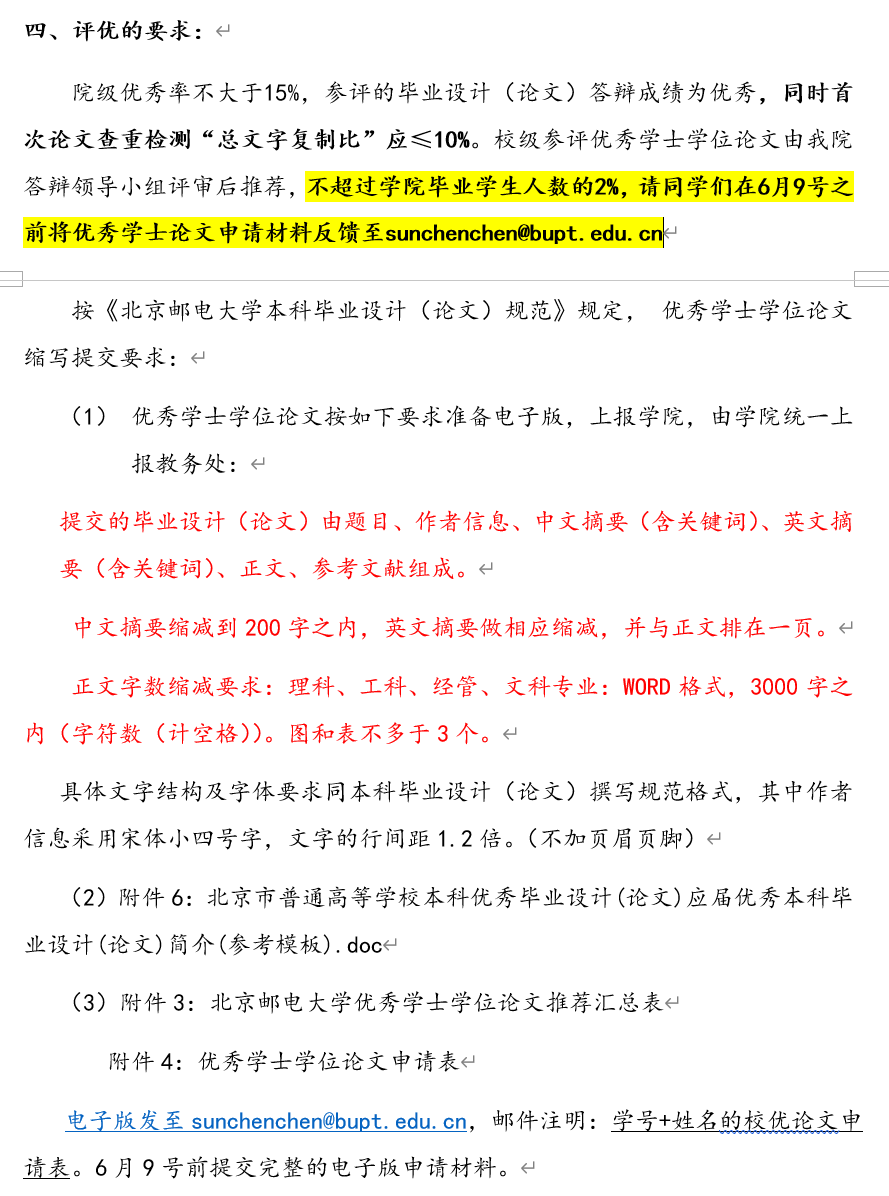 四、评优的要求：
院级优秀率不大于15%，参评的毕业设计（论文）答辩成绩为优秀，同时首
次论文查重检测“总文字复制比”应≤10%。校级参评优秀学士学位论文由我院
答辩领导小组评审后推荐，不超过学院毕业学生人数的2%，请同学们在6月9号之
前将优秀学士论文申请材料反馈至sunchenchen@bupt.edu.cn
按《北京邮电大学本科毕业设计（论文）规范》规定， 优秀学士学位论文
缩写提交要求：
（1） 优秀学士学位论文按如下要求准备电子版，上报学院，由学院统一上
报教务处：
提交的毕业设计（论文）由题目、作者信息、中文摘要（含关键词）、英文摘
要（含关键词）、正文、参考文献组成。
中文摘要缩减到 200 字之内，英文摘要做相应缩减，并与正文排在一页。
正文字数缩减要求：理科、工科、经管、文科专业：WORD 格式，3000 字之
内（字符数（计空格））。图和表不多于 3 个。
具体文字结构及字体要求同本科毕业设计（论文）撰写规范格式，其中作者
信息采用宋体小四号字，文字的行间距 1.2 倍。（不加页眉页脚）
（2）附件 6：北京市普通高等学校本科优秀毕业设计(论文)应届优秀本科毕
业设计(论文)简介(参考模板).doc
（3）附件 3：北京邮电大学优秀学士学位论文推荐汇总表
附件 4：优秀学士学位论文申请表
电子版发至 sunchenchen@bupt.edu.cn，邮件注明：学号+姓名的校优论文申
请表。6 月 9 号前提交完整的电子版申请材料。